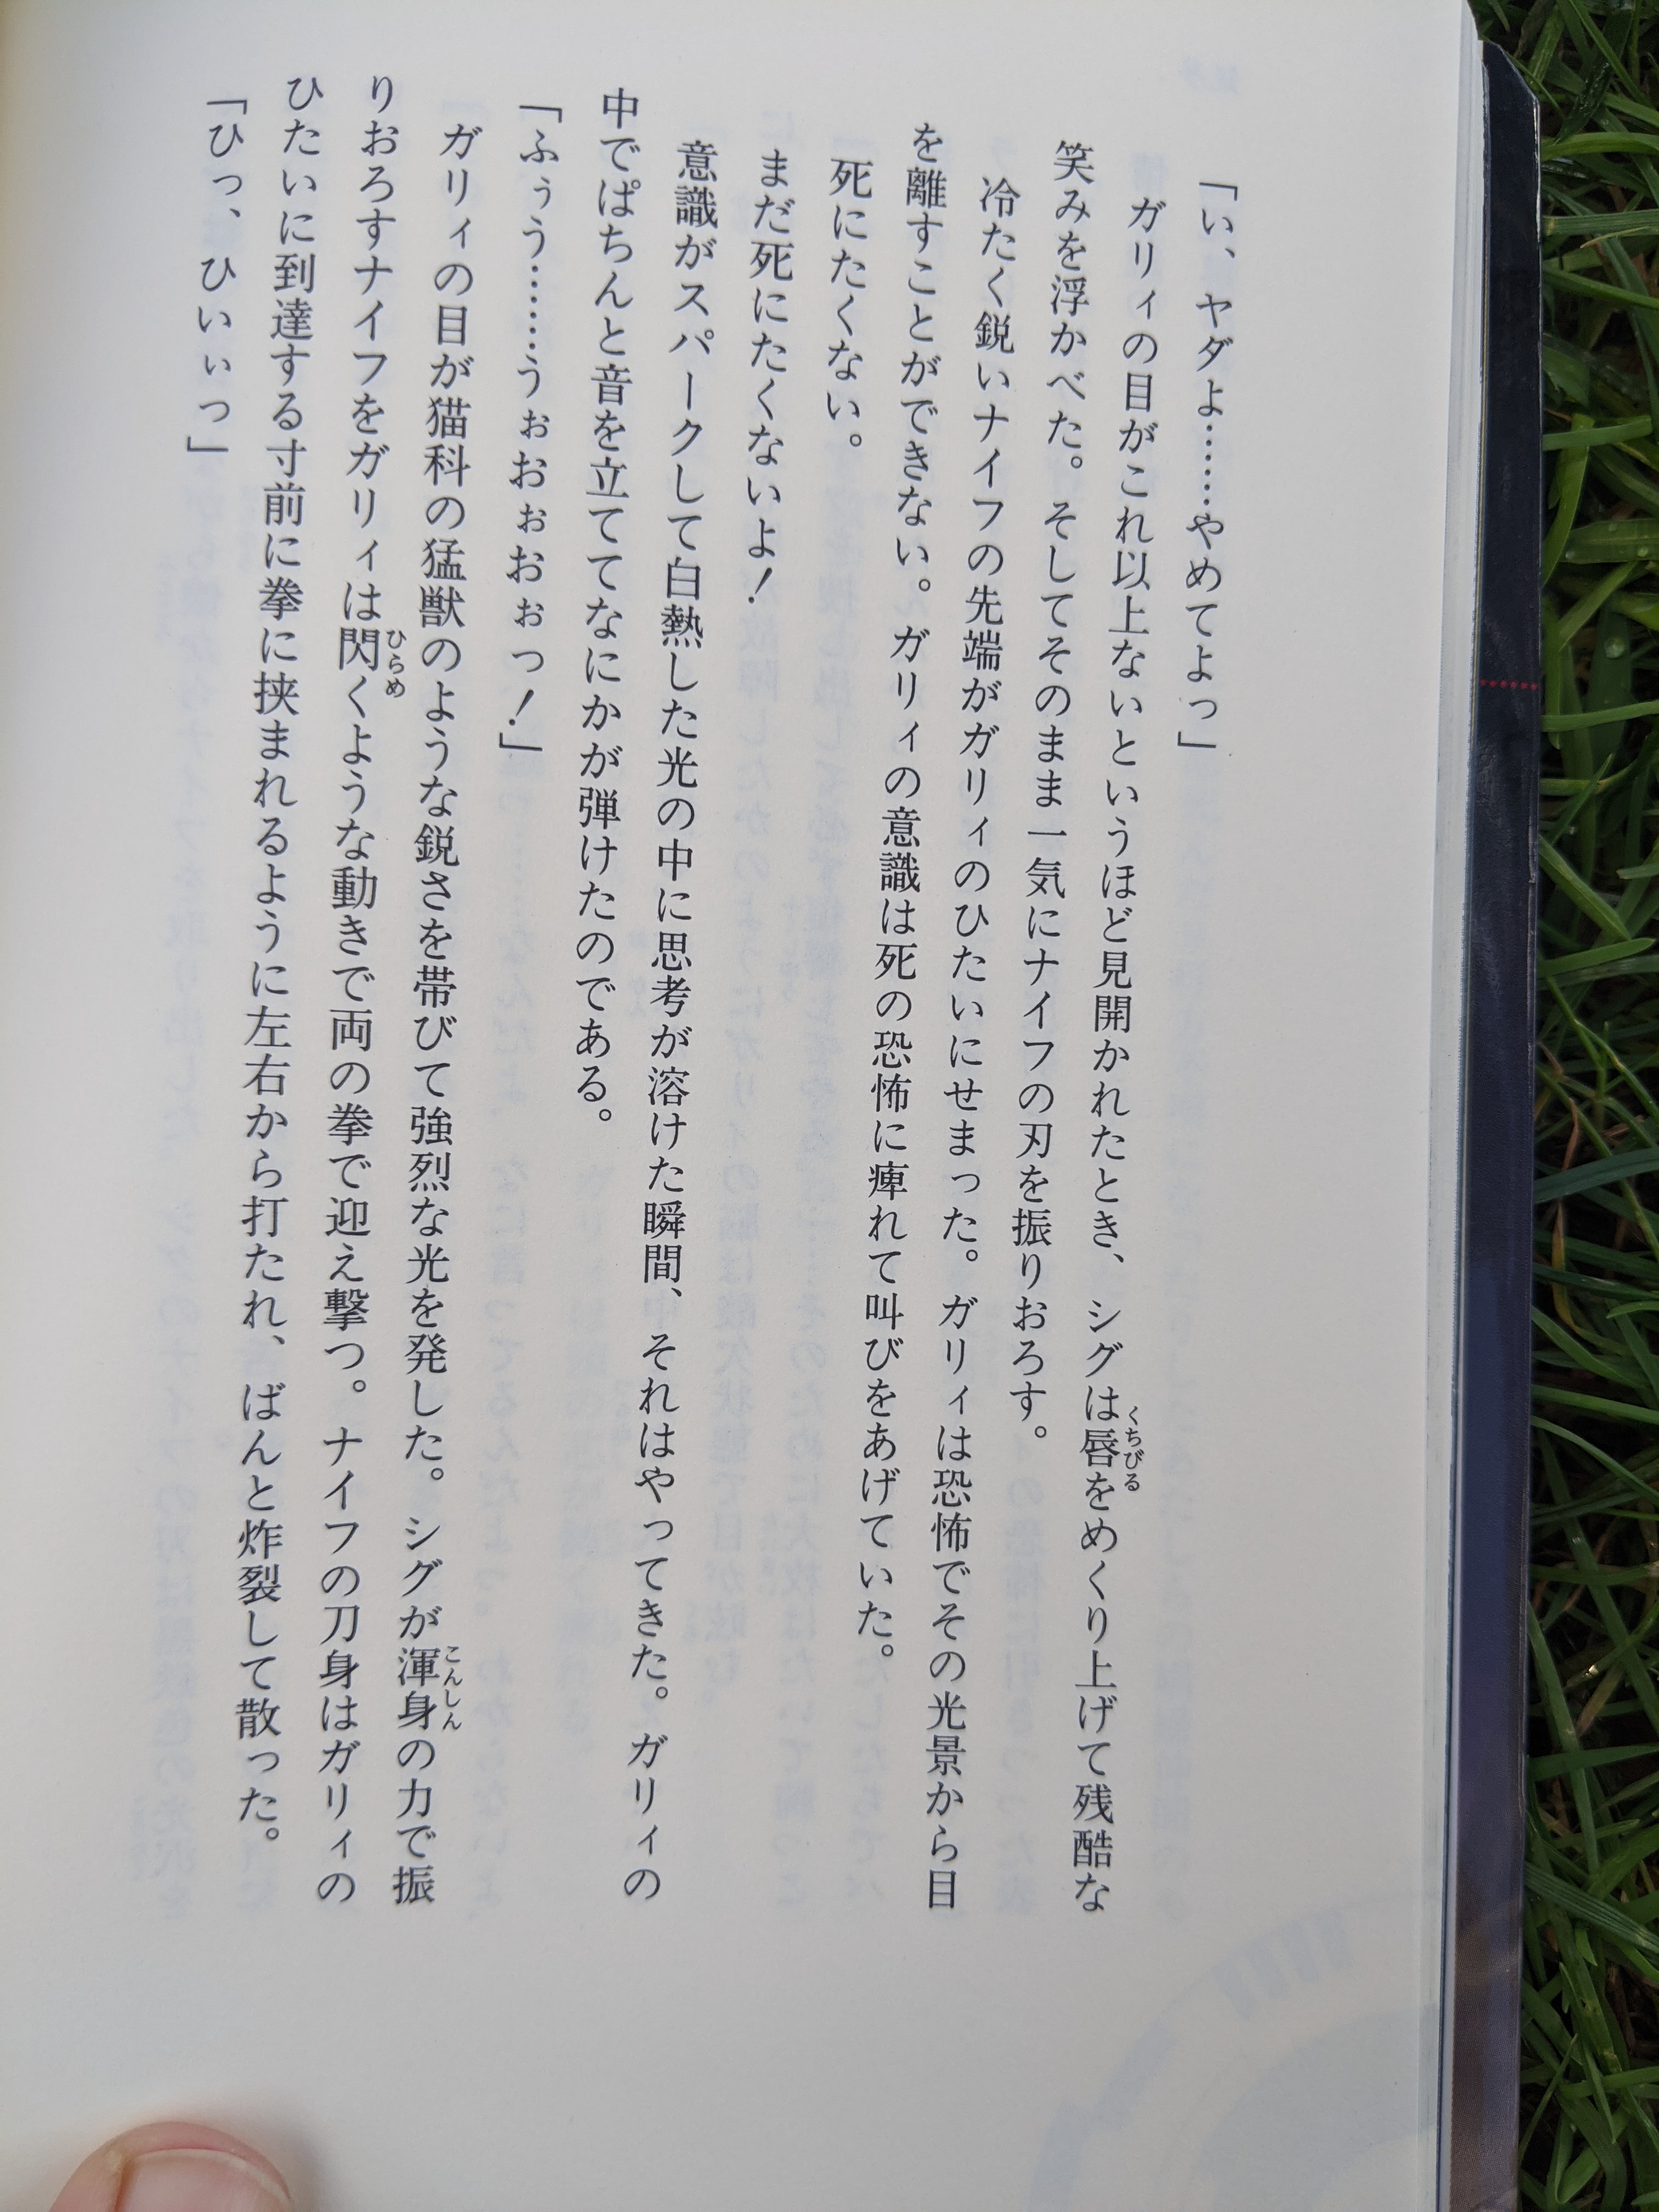 「い、ヤダよ……やめてよっ」
ガリィの目がこれ以上ないというほど見開かれたとき、シグは唇をめくり上げて残酷な
笑みを浮かべた。そしてそのまま一気にナイフの刃を振りおろす。
冷たく鋭いナイフの先端がガリィのひたいにせまった。ガリィは恐怖でその光景から目
を離すことができない。ガリィの意識は死の恐怖に痺れて叫びをあげていた。
死にたくない。
まだ死にたくないよ！
意識がスパークして白熱した光の中に思考が溶けた瞬間、それはやってきた。ガリィの
中でぱちんと音を立ててなにかが弾けたのである。
「ふぅう………うぉおぉおぉっ！」
ガリィの目が猫科の猛獣のような鋭さを帯びて強烈な光を発した。シグが渾身の力で振
りおろすナイフをガリィは閃くような動きで両の拳で迎え撃つ。ナイフの刀身はガリィの
ひたいに到達する寸前に拳に挟まれるように左右から打たれ、ばんと炸裂して散った。
「ひっ、ひいぃっ」